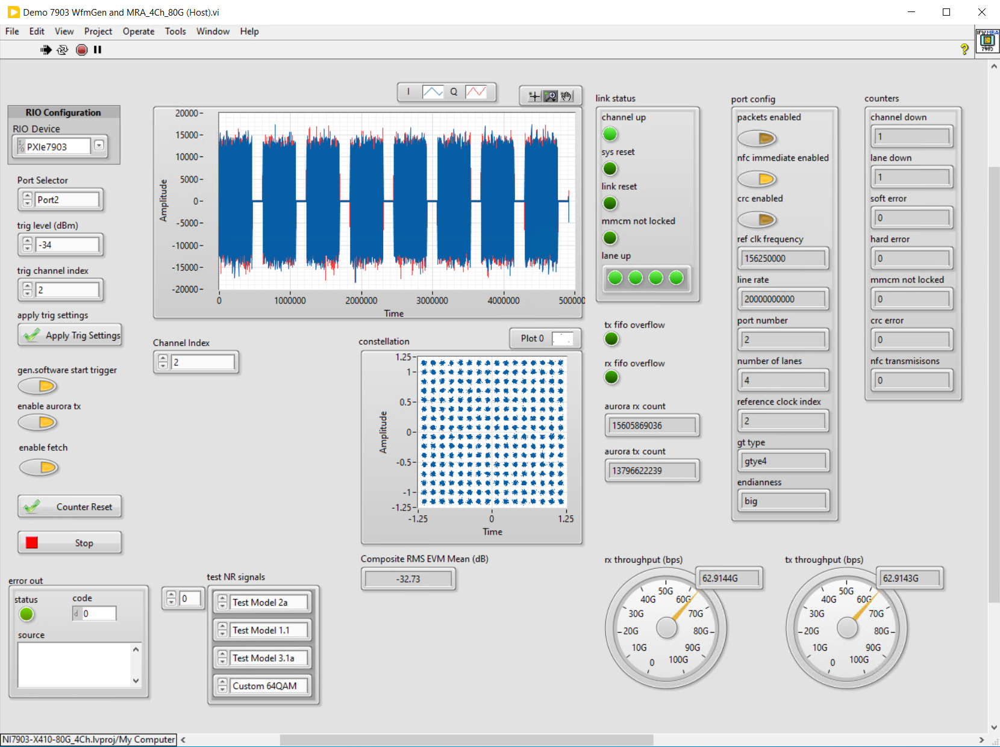 Demo 7903 WfmGen and MRA_4Ch_80G (Host).vi
File Edit View Project Operate Tools Window Help
?
IFW MRA
7903
RIO Configuration
RIO Device
I/O PXIe7903
Port Selector
Port2
trig level (dBm)
-34
trig channel index
2
apply trig settings
Apply Trig Settings
gen.software start trigger
enable aurora tx
enable fetch
Counter Reset
Stop
error out
status
code
d 0
source
I Q
Amplitude
20000
15000
10000
5000
0
-5000
-10000
-15000
-20000
0 1000000 2000000 3000000 4000000 500000
Time
Channel Index
2
constellation
Plot 0
Amplitude
1.25
1
0.5
0
-0.5
-1
-1.25
-1.25 0 1.25
Time
Composite RMS EVM Mean (dB)
-32.73
test NR signals
0
Test Model 2a
Test Model 1.1
Test Model 3.1a
Custom 64QAM
link status
channel up
sys reset
link reset
mmcm not locked
lane up
tx fifo overflow
rx fifo overflow
aurora rx count
15605869036
aurora tx count
13796622239
port config
packets enabled
nfc immediate enabled
crc enabled
ref clk frequency
156250000
line rate
20000000000
port number
2
number of lanes
4
reference clock index
2
gt type
gtye4
endianness
big
counters
channel down
1
lane down
1
soft error
0
hard error
0
mmcm not locked
0
crc error
0
nfc transmisisons
0
rx throughput (bps)
62.9144G
0 10G 20G 30G 40G 50G 60G 70G 80G 90G 100G
tx throughput (bps)
62.9143G
0 10G 20G 30G 40G 50G 60G 70G 80G 90G 100G
NI7903-X410-80G_4Ch.lvproj/My Computer